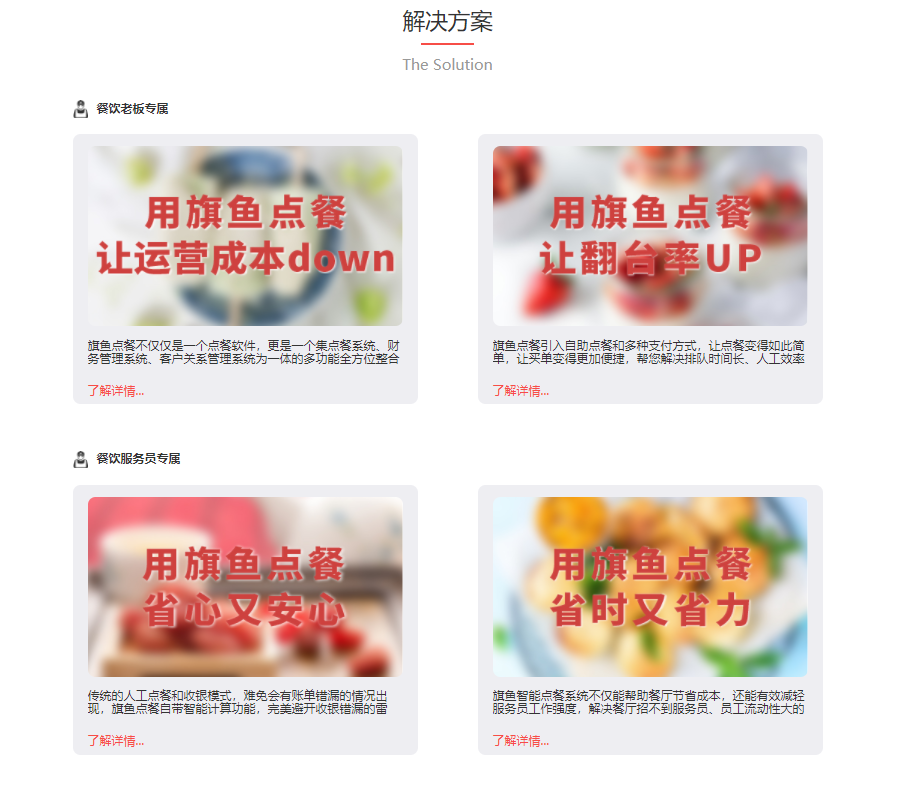 解决方案
The Solution
餐饮老板专属
用旗鱼点餐
让运营成本down
旗鱼点餐不仅仅是一个点餐软件，更是一个集点餐系统、财
务管理系统、客户关系管理系统为一体的多功能全方位整合
了解详情...
用旗鱼点餐
让翻台率UP
旗鱼点餐引入自助点餐和多种支付方式，让点餐变得如此简
单，让买单变得更加便捷，帮您解决排队时间长、人工效率
了解详情...
餐饮服务员专属
用旗鱼点餐
省心又安心
传统的人工点餐和收银模式，难免会有账单错漏的情况出
现，旗鱼点餐自带智能计算功能，完美避开收银错漏的雷
了解详情...
用旗鱼点餐
省时又省力
旗鱼智能点餐系统不仅能帮助餐厅节省成本，还能有效减轻
服务员工作强度，解决餐厅招不到服务员、员工流动性大的
了解详情...